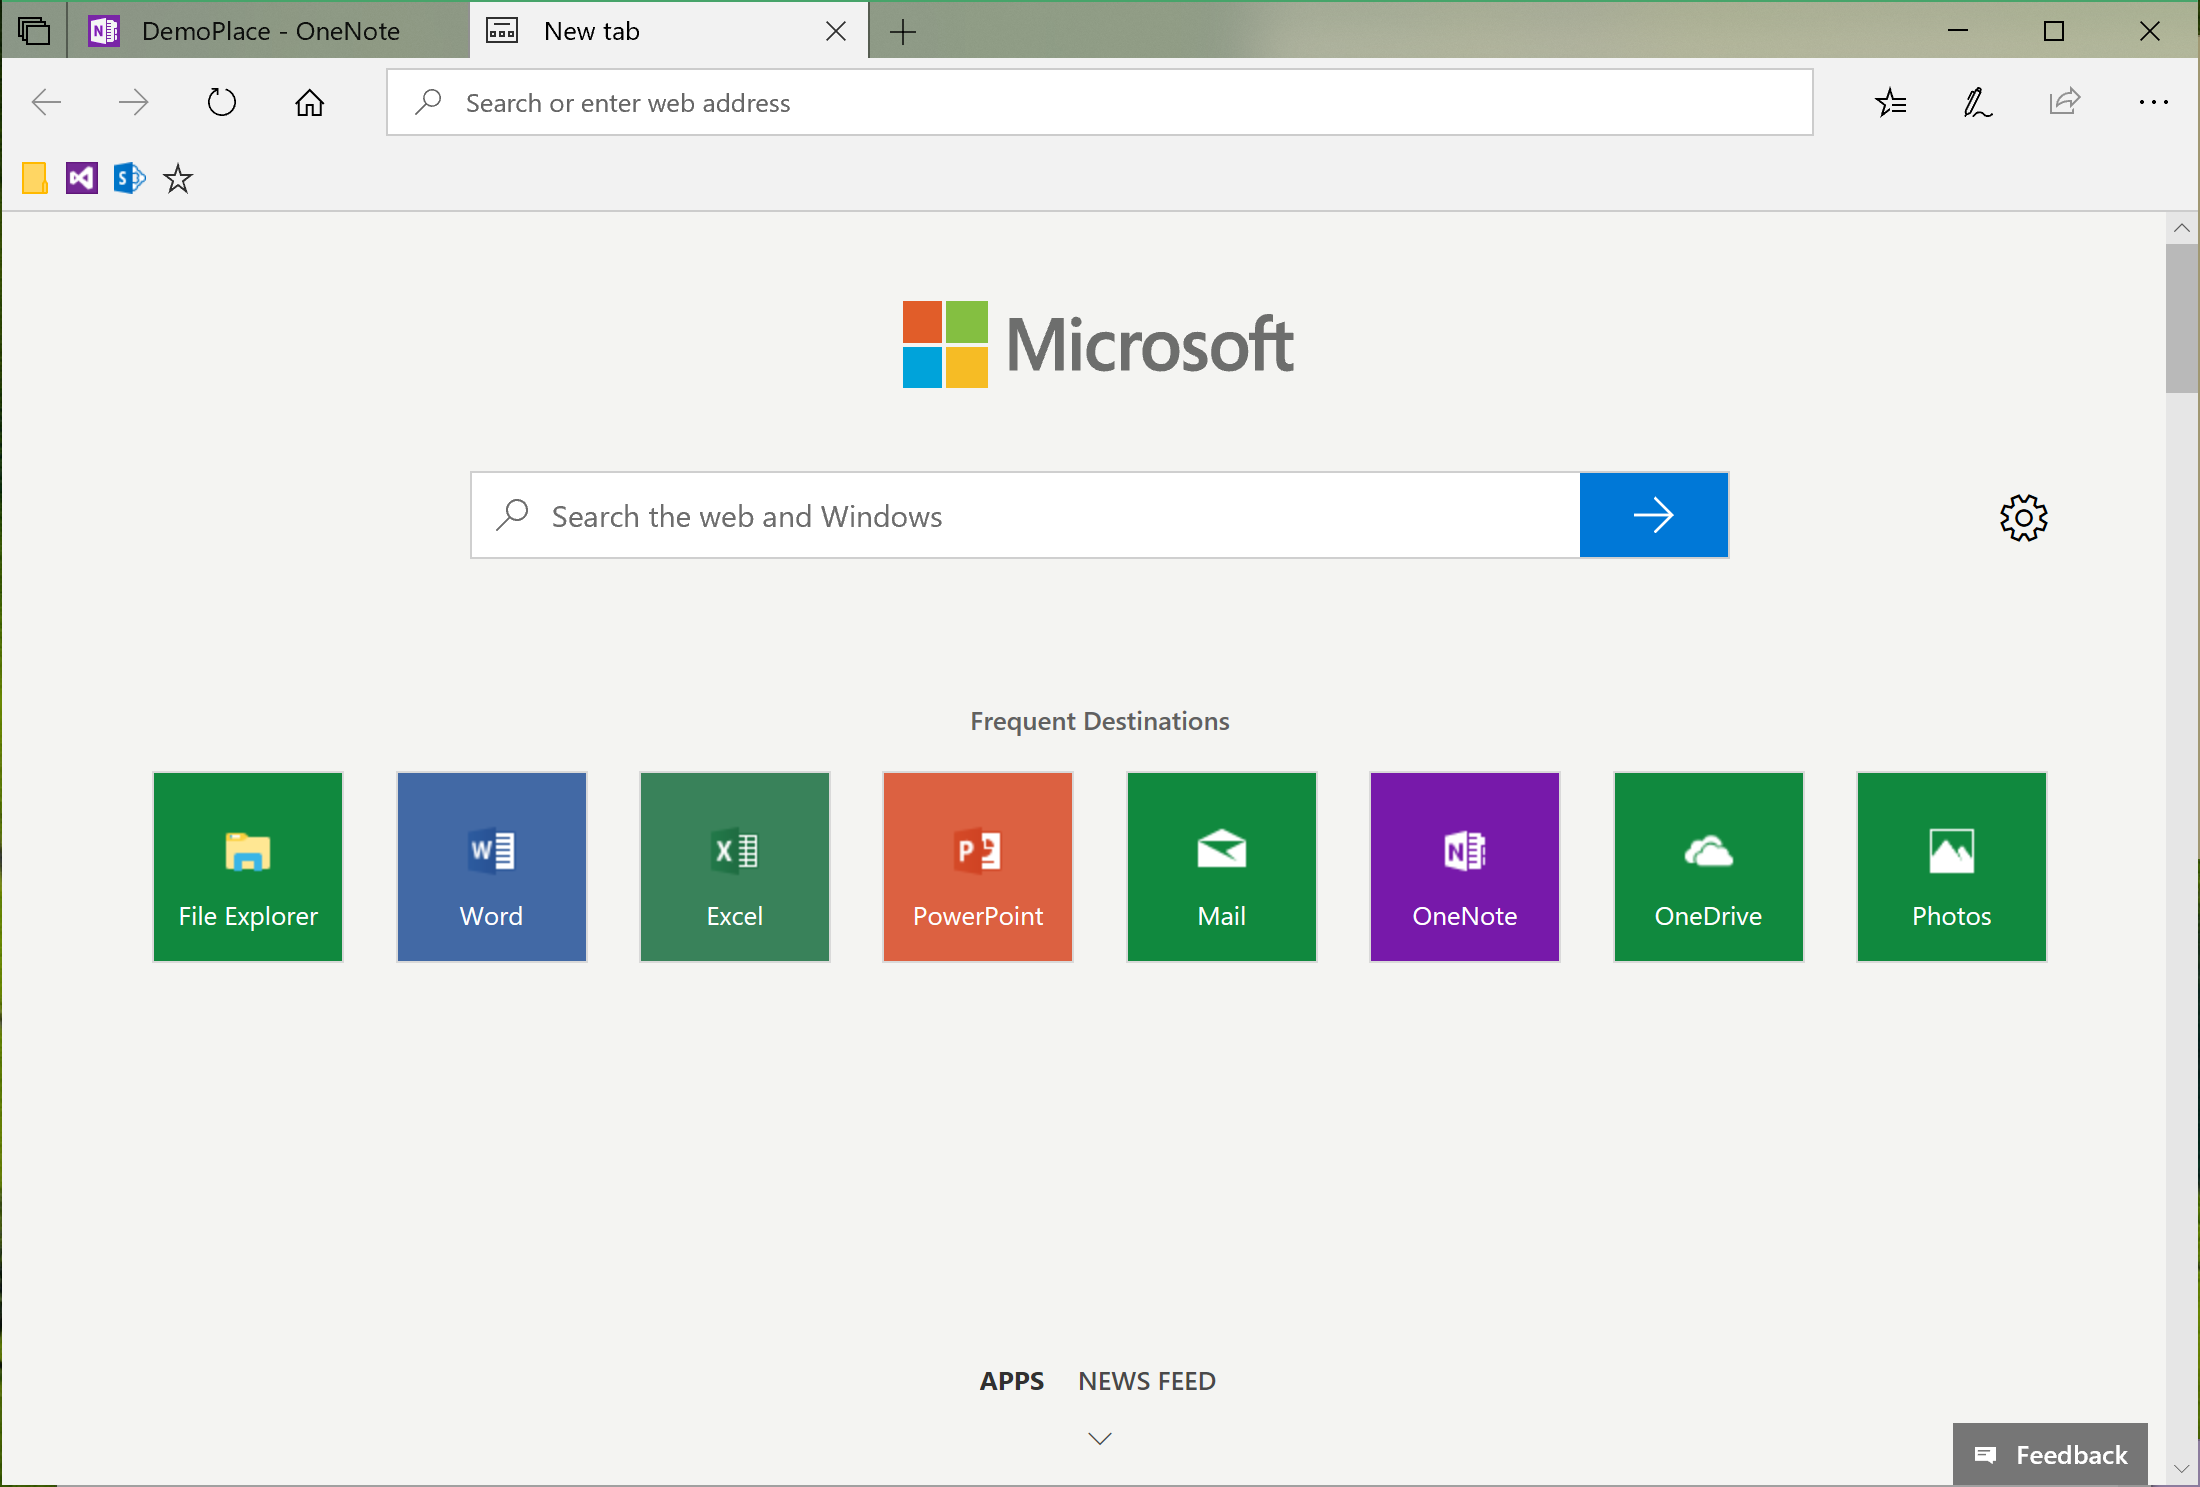 DemoPlace - OneNote
New tab
Search or enter web address
Microsoft
Search the web and Windows
Frequent Destinations
File Explorer
Word
Excel
PowerPoint
Mail
OneNote
OneDrive
Photos
APPS
NEWS FEED
Feedback